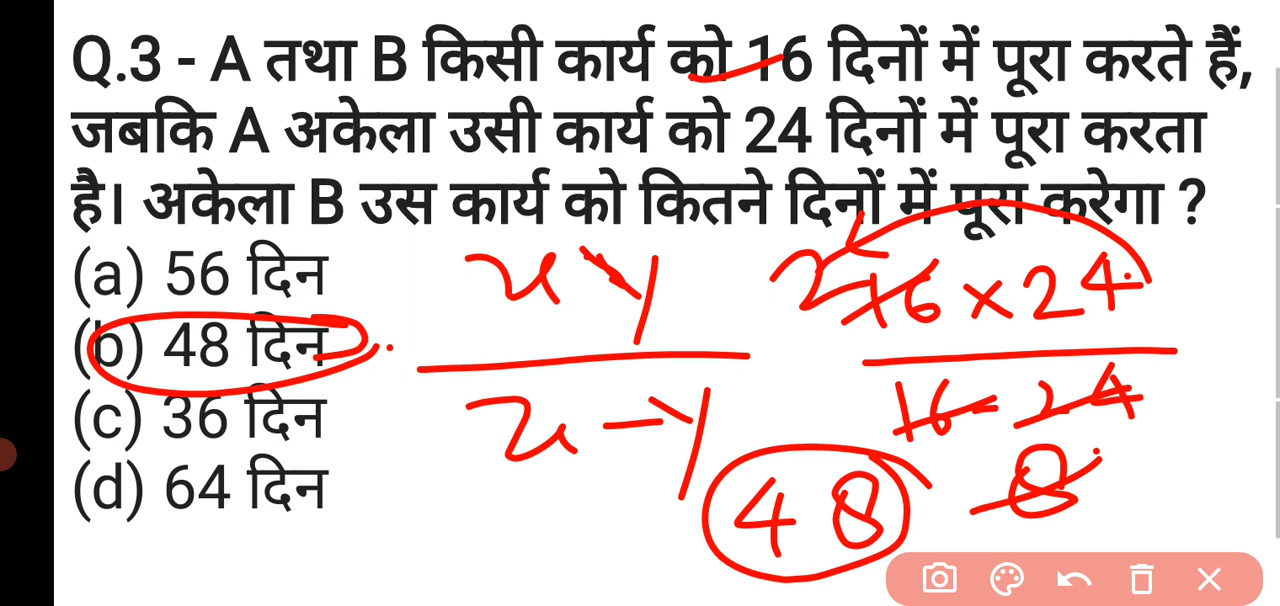 Q.3 - A तथा B किसी कार्य को 16 दिनों में पूरा करते हैं,
जबकि A अकेला उसी कार्य को 24 दिनों में पूरा करता
है। अकेला B उस कार्य को कितने दिनों में पूरा करेगा ?
(a) 56 दिन
(b) 48 दिन
(c) 36 दिन
(d) 64 दिन
x y
x - y
2 16 × 24
16 - 24
8
48